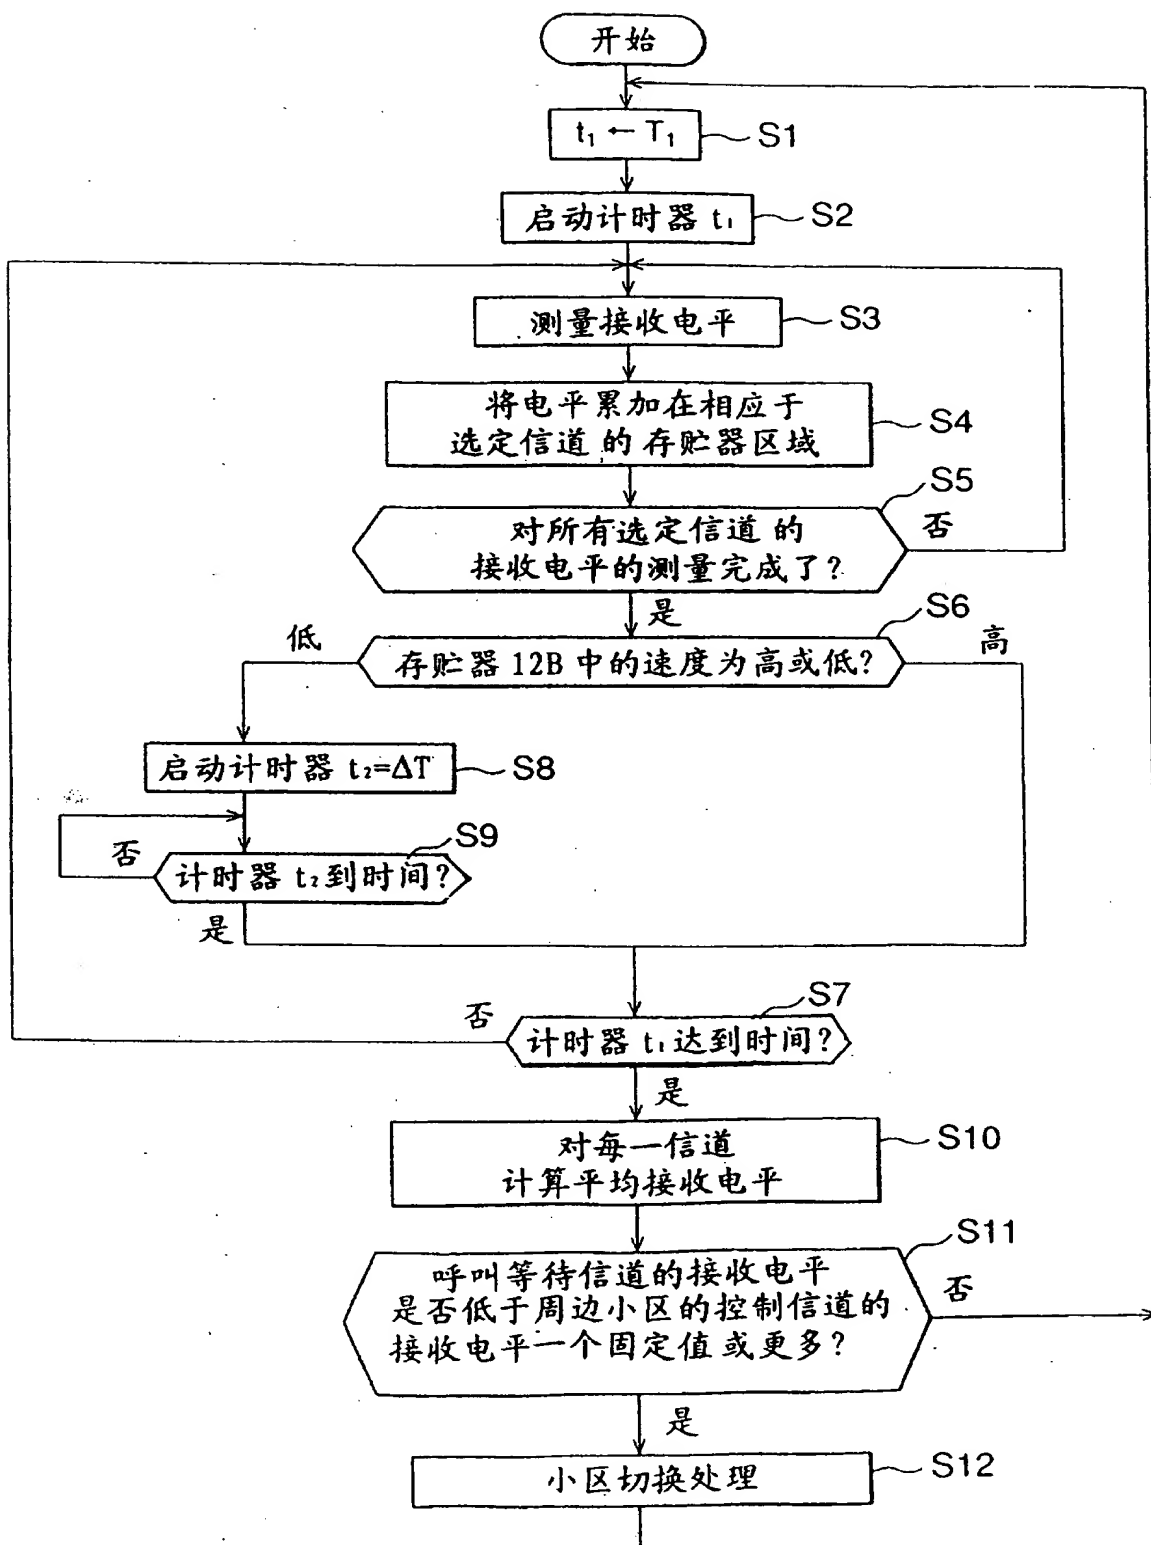 开始
t₁ ← T₁
S1
启动计时器 t₁
S2
测量接收电平
S3
将电平累加在相应于
选定信道 的 存贮器区域
S4
S5
对所有选定信道 的
接收电平的测量完成了?
否
是
S6
低
存贮器 12B 中的速度为高或低?
高
启动计时器 t₂=ΔT
S8
S9
否
计时器 t₂到时间?
是
S7
否
计时器 t₁达到时间?
是
对每一信道
计算平均接收电平
S10
S11
呼叫等待信道的接收电平
是否低于周边小区的控制信道的
接收电平一个固定值或更多?
否
是
小区切换处理
S12